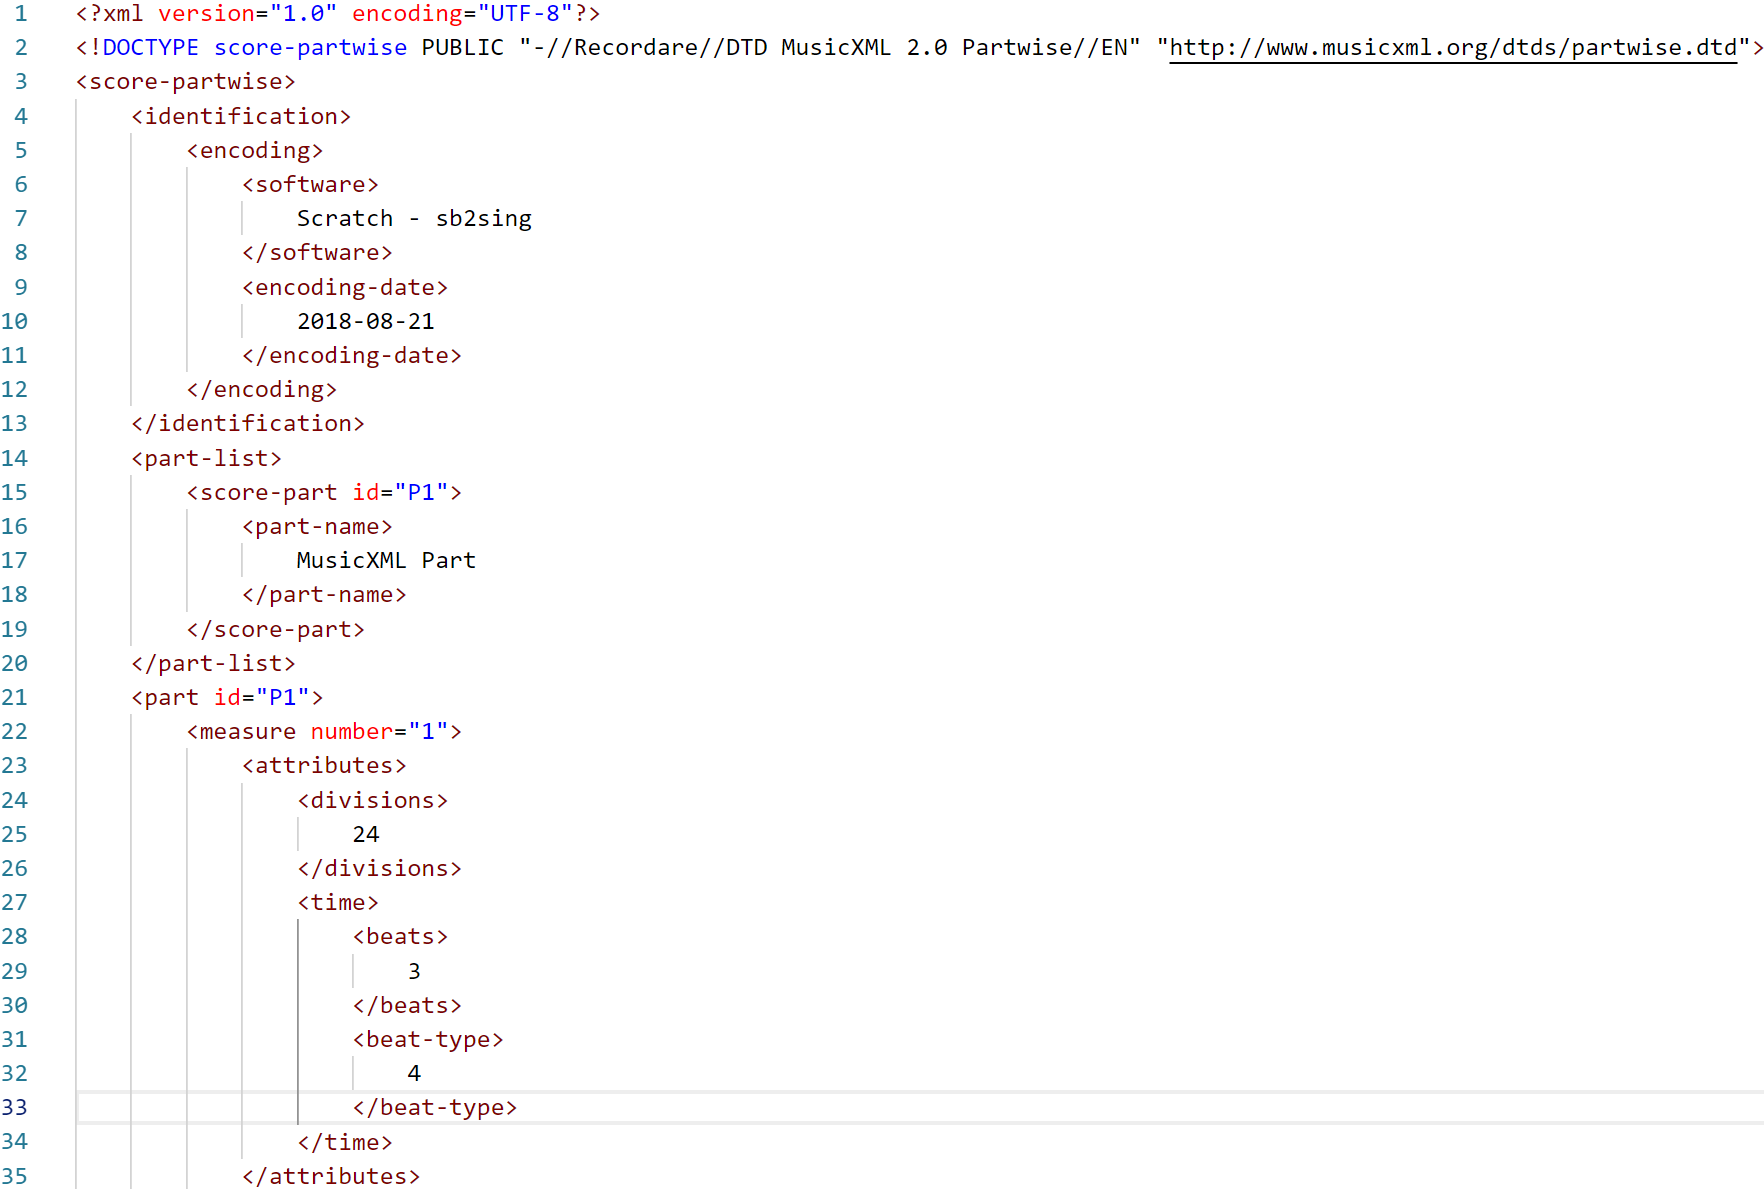 1 <?xml version="1.0" encoding="UTF-8"?>
2 <!DOCTYPE score-partwise PUBLIC "-//Recordare//DTD MusicXML 2.0 Partwise//EN" "http://www.musicxml.org/dtds/partwise.dtd">
3 <score-partwise>
4     <identification>
5         <encoding>
6             <software>
7                 Scratch - sb2sing
8             </software>
9             <encoding-date>
10                 2018-08-21
11             </encoding-date>
12         </encoding>
13     </identification>
14     <part-list>
15         <score-part id="P1">
16             <part-name>
17                 MusicXML Part
18             </part-name>
19         </score-part>
20     </part-list>
21     <part id="P1">
22         <measure number="1">
23             <attributes>
24                 <divisions>
25                     24
26                 </divisions>
27                 <time>
28                     <beats>
29                         3
30                     </beats>
31                     <beat-type>
32                         4
33                     </beat-type>
34                 </time>
35             </attributes>